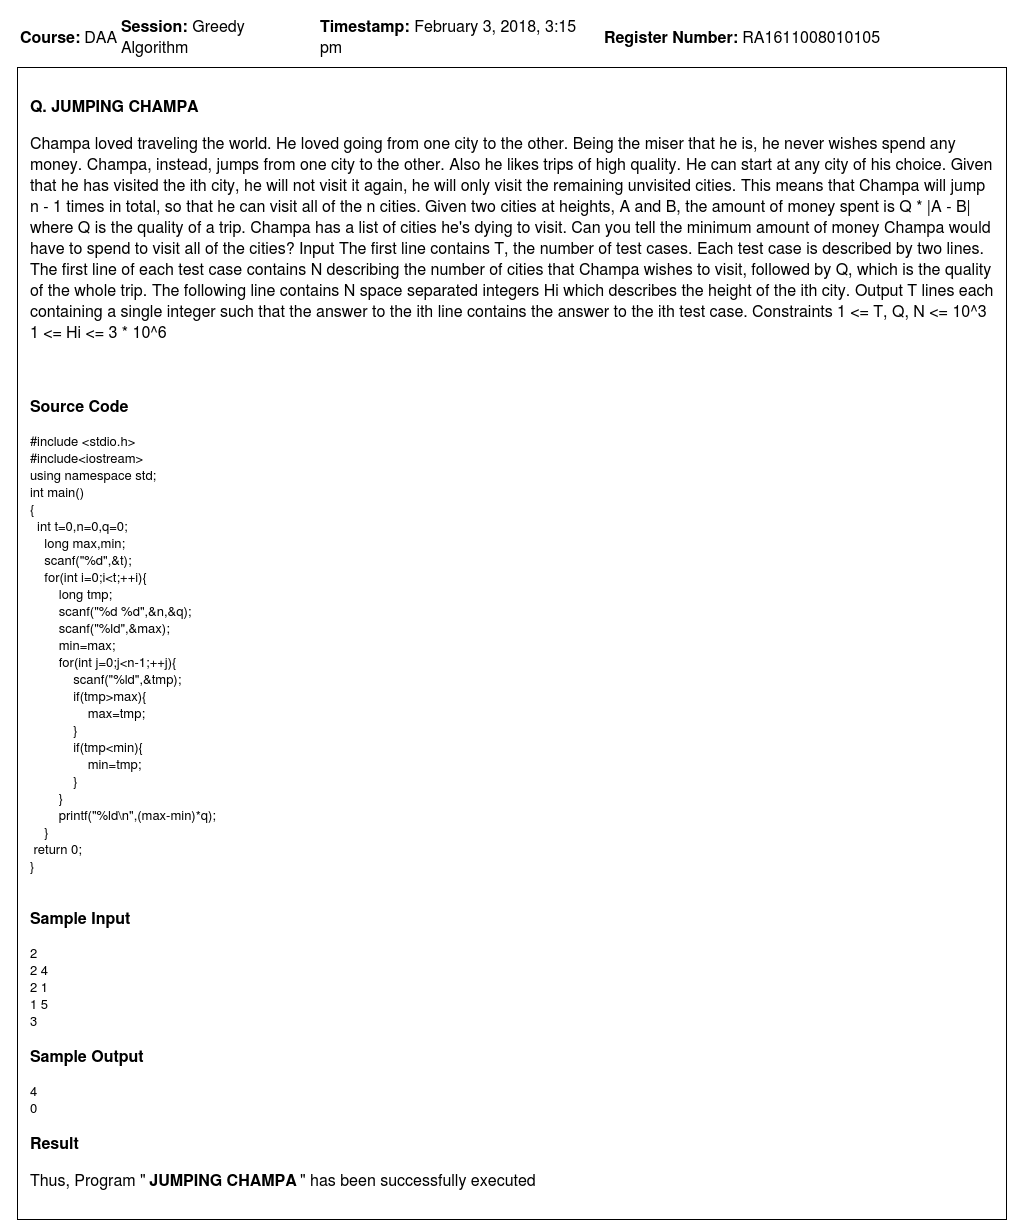 Course: DAA Session: Greedy Algorithm Timestamp: February 3, 2018, 3:15 pm Register Number: RA1611008010105
Q. JUMPING CHAMPA
Champa loved traveling the world. He loved going from one city to the other. Being the miser that he is, he never wishes spend any
money. Champa, instead, jumps from one city to the other. Also he likes trips of high quality. He can start at any city of his choice. Given
that he has visited the ith city, he will not visit it again, he will only visit the remaining unvisited cities. This means that Champa will jump
n - 1 times in total, so that he can visit all of the n cities. Given two cities at heights, A and B, the amount of money spent is Q * |A - B|
where Q is the quality of a trip. Champa has a list of cities he's dying to visit. Can you tell the minimum amount of money Champa would
have to spend to visit all of the cities? Input The first line contains T, the number of test cases. Each test case is described by two lines.
The first line of each test case contains N describing the number of cities that Champa wishes to visit, followed by Q, which is the quality
of the whole trip. The following line contains N space separated integers Hi which describes the height of the ith city. Output T lines each
containing a single integer such that the answer to the ith line contains the answer to the ith test case. Constraints 1 <= T, Q, N <= 10^3
1 <= Hi <= 3 * 10^6
Source Code
#include <stdio.h>
#include<iostream>
using namespace std;
int main()
{
int t=0,n=0,q=0;
long max,min;
scanf("%d",&t);
for(int i=0;i<t;++i){
long tmp;
scanf("%d %d",&n,&q);
scanf("%ld",&max);
min=max;
for(int j=0;j<n-1;++j){
scanf("%ld",&tmp);
if(tmp>max){
max=tmp;
}
if(tmp<min){
min=tmp;
}
}
printf("%ld\n",(max-min)*q);
}
return 0;
}
Sample Input
2
2 4
2 1
1 5
3
Sample Output
4
0
Result
Thus, Program " JUMPING CHAMPA " has been successfully executed